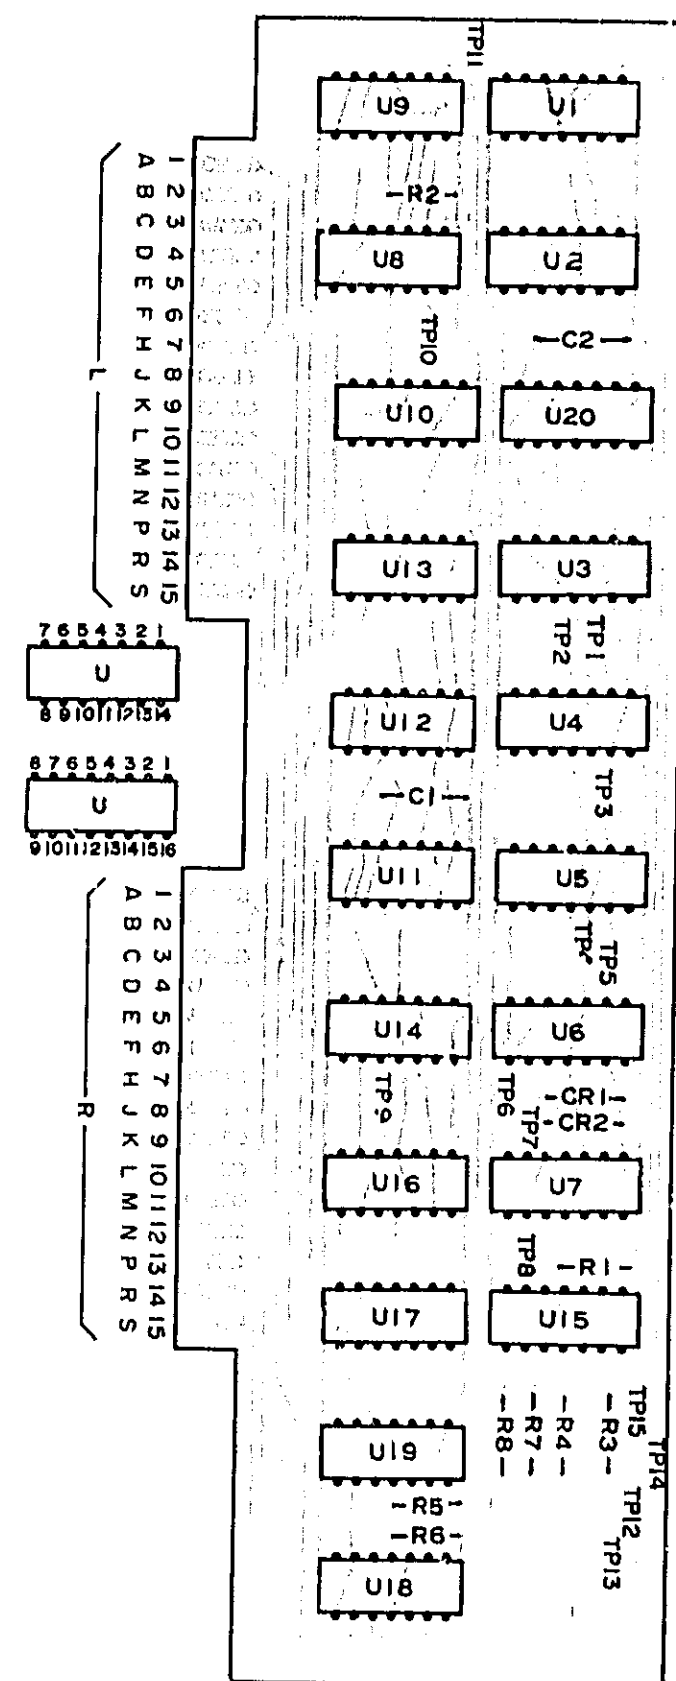 TP11
U9 U1
R2
U8 U2
TP10
C2
U10 U20
U13 U3
TP1
TP2
U12 U4
TP3
C1
U11 U5
TP4
TP5
U14 U6
TP9
TP6
CR1
TP7
CR2
U16 U7
TP8
R1
U17 U15
TP15
R3
R4
R7
R8
TP14
U19
TP12
R5
R6
TP13
U18
L
A B C D E F H J K L M N P R S
1 2 3 4 5 6 7 8 9 10 11 12 13 14 15
7 6 5 4 3 2 1
U
8 9 10 11 12 13 14
8 7 6 5 4 3 2 1
U
9 10 11 12 13 14 15 16
R
A B C D E F H J K L M N P R S
1 2 3 4 5 6 7 8 9 10 11 12 13 14 15